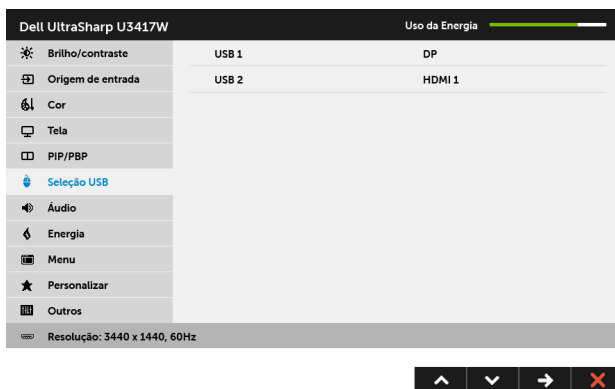 Dell UltraSharp U3417W Uso da Energia
Brilho/contraste USB 1 DP
Origem de entrada USB 2 HDMI 1
Cor
Tela
PIP/PBP
Seleção USB
Áudio
Energia
Menu
Personalizar
Outros
Resolução: 3440 x 1440, 60Hz